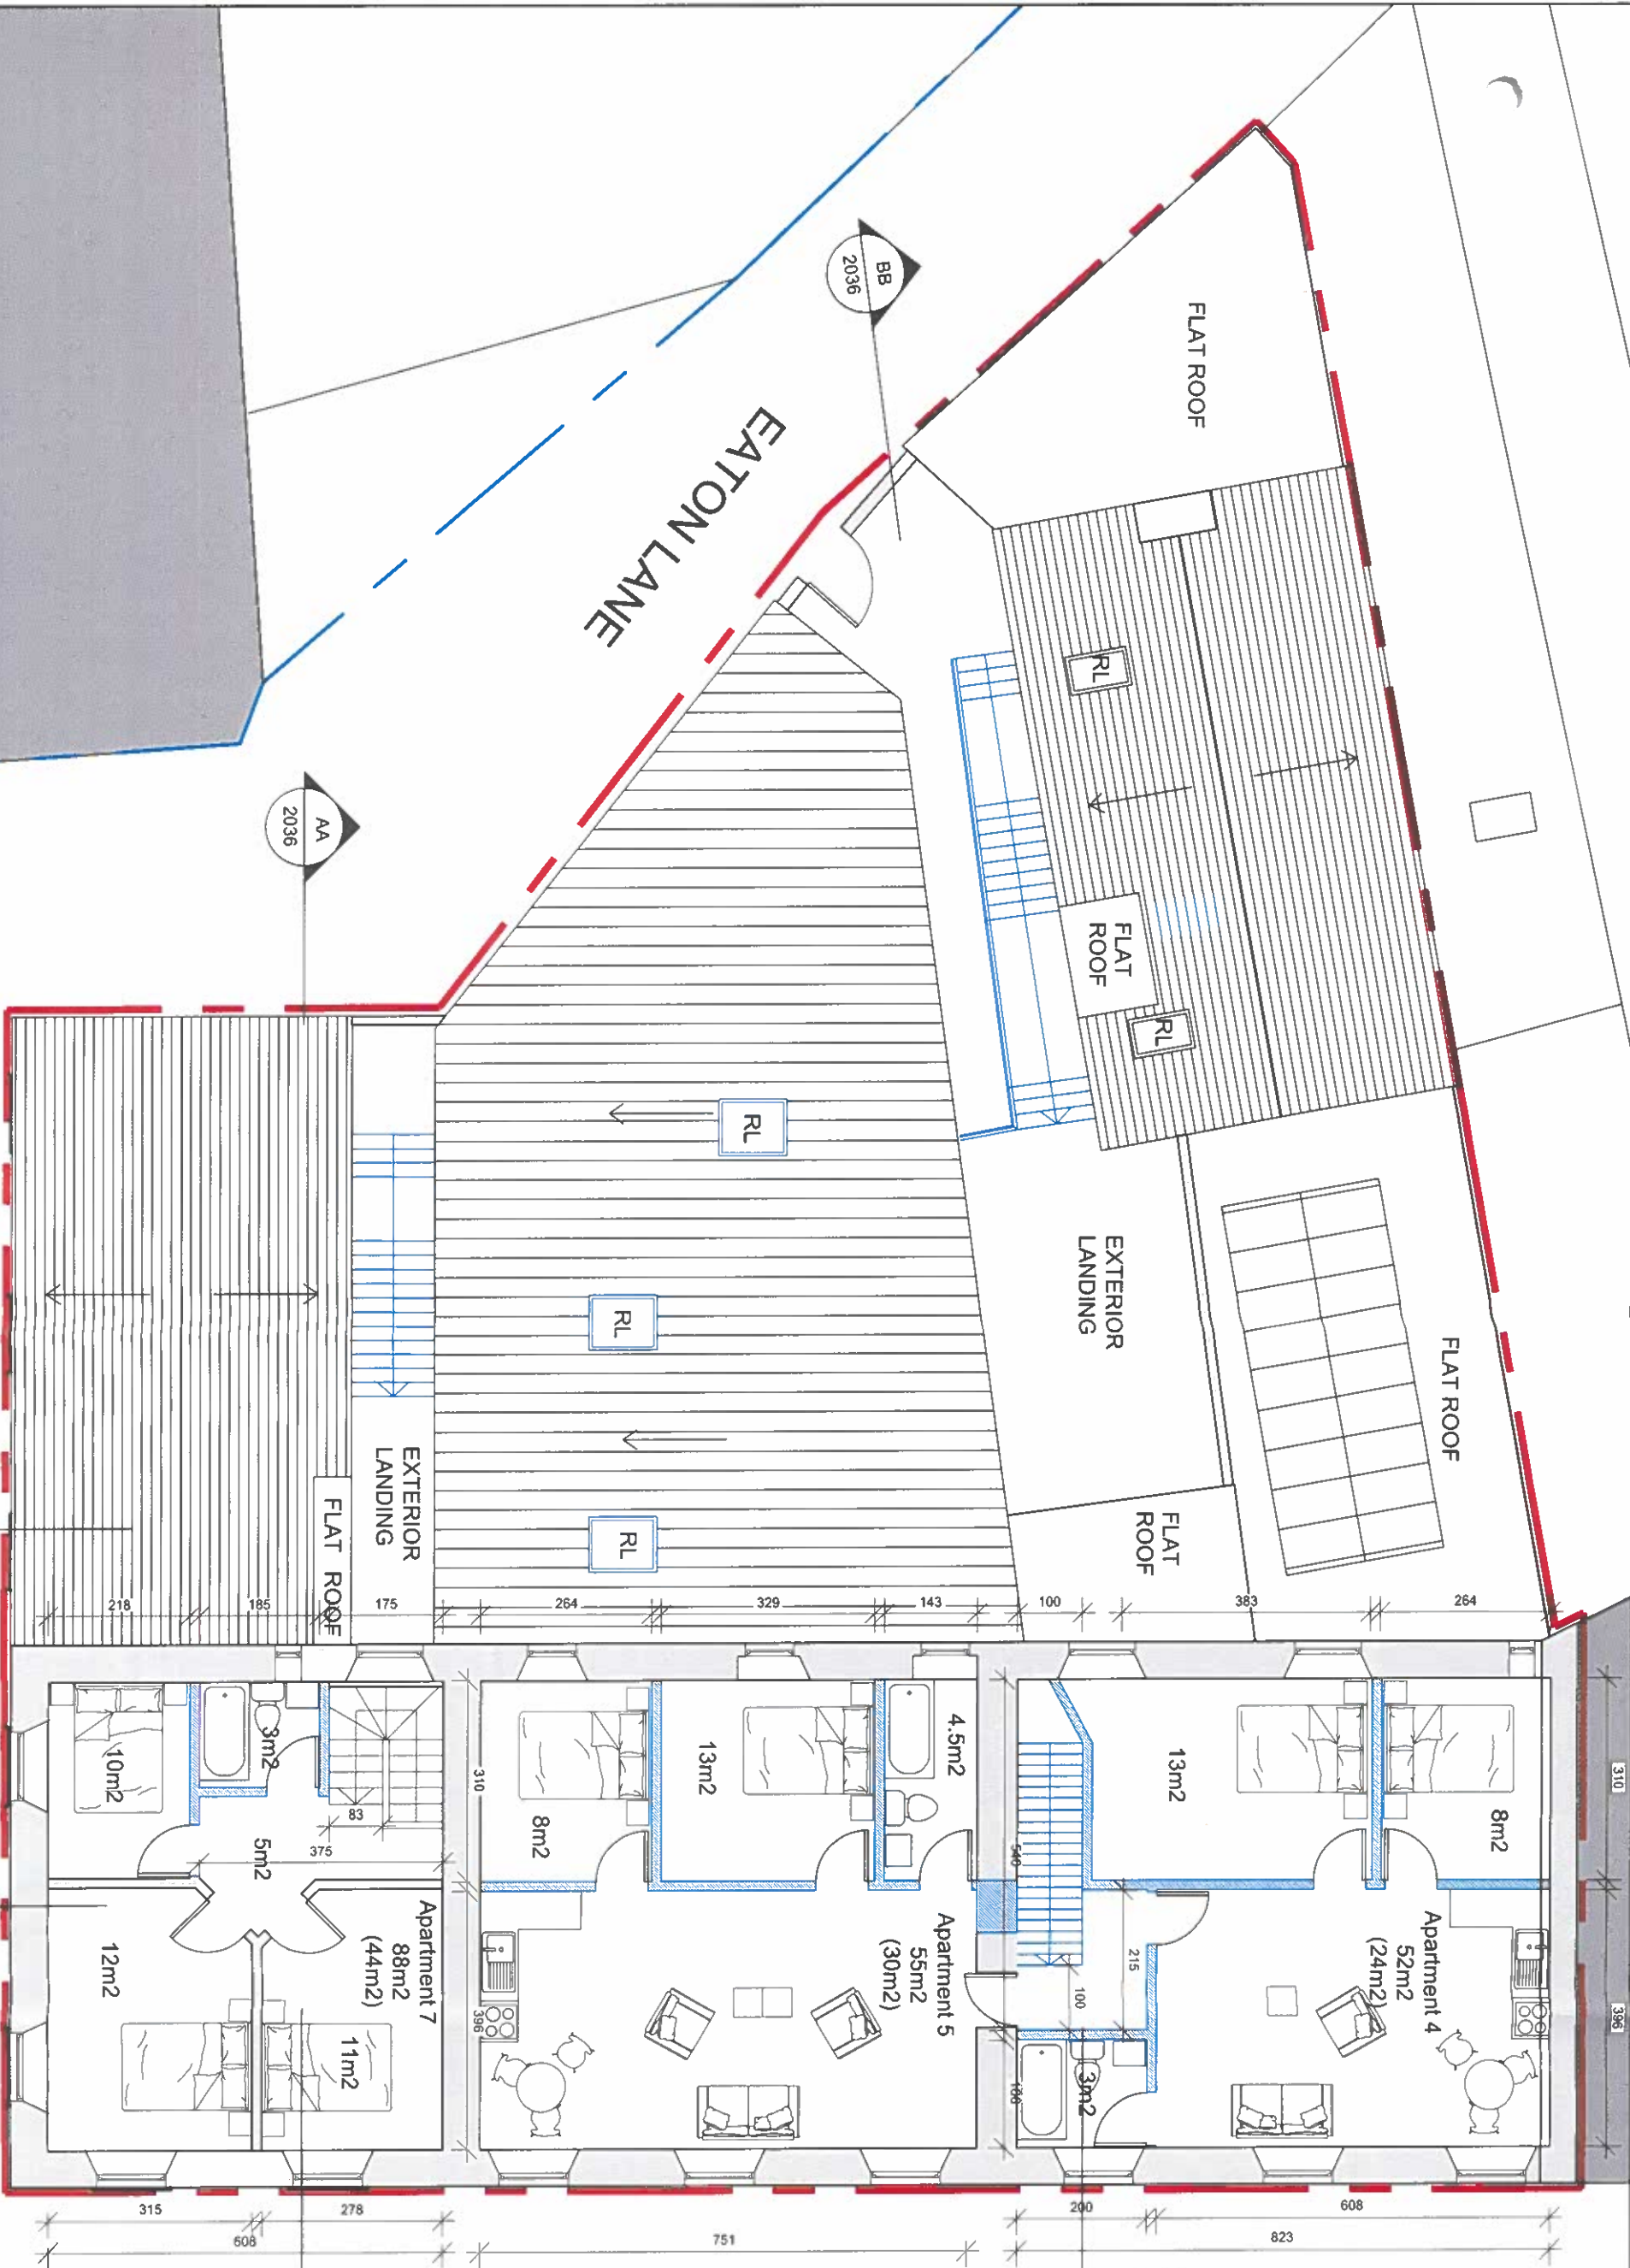 FLAT ROOF
BB
2036
EATON LANE
RL
FLAT
ROOF
RL
AA
2036
RL
EXTERIOR
LANDING
FLAT ROOF
RL
EXTERIOR
LANDING
RL
FLAT
ROOF
FLAT ROOF
218
185
175
264
329
143
100
383
264
310
10m2
3m2
83
5m2
375
310
8m2
13m2
4.5m2
540
13m2
8m2
Apartment 7
88m2
(44m2)
12m2
11m2
396
Apartment 5
55m2
(30m2)
215
100
3m2
Apartment 4
52m2
(24m2)
396
315
278
608
751
200
608
823